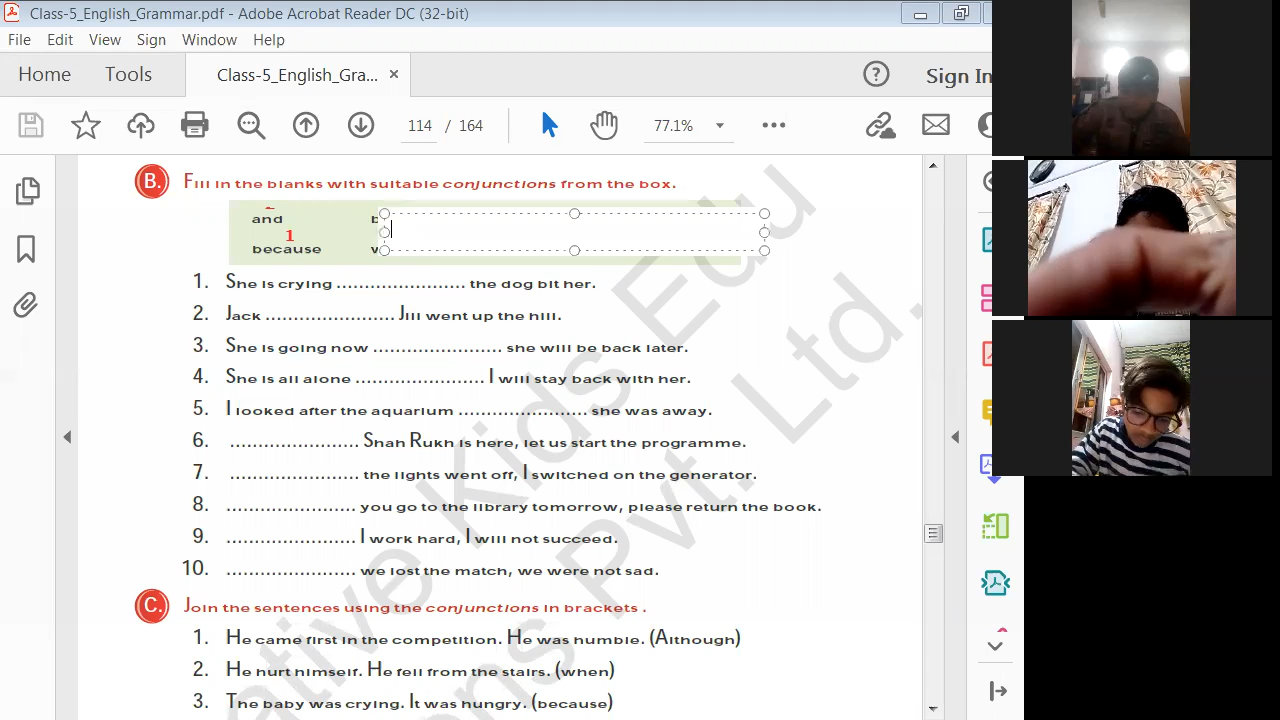 Class-5_English_Grammar.pdf - Adobe Acrobat Reader DC (32-bit)
File Edit View Sign Window Help
Home Tools Class-5_English_Gra... × Sign In
114 / 164 77.1%
B. Fill in the blanks with suitable conjunctions from the box.
and b
1
because w
1. She is crying ........................ the dog bit her.
2. Jack ........................ Jill went up the hill.
3. She is going now ........................ she will be back later.
4. She is all alone ........................ I will stay back with her.
5. I looked after the aquarium ........................ she was away.
6. ........................ Shah Rukh is here, let us start the programme.
7. ........................ the lights went off, I switched on the generator.
8. ........................ you go to the library tomorrow, please return the book.
9. ........................ I work hard, I will not succeed.
10. ........................ we lost the match, we were not sad.
C. Join the sentences using the conjunctions in brackets .
1. He came first in the competition. He was humble. (Although)
2. He hurt himself. He fell from the stairs. (when)
3. The baby was crying. It was hungry. (because)
ative Kids Edu
ns Pvt. Ltd.